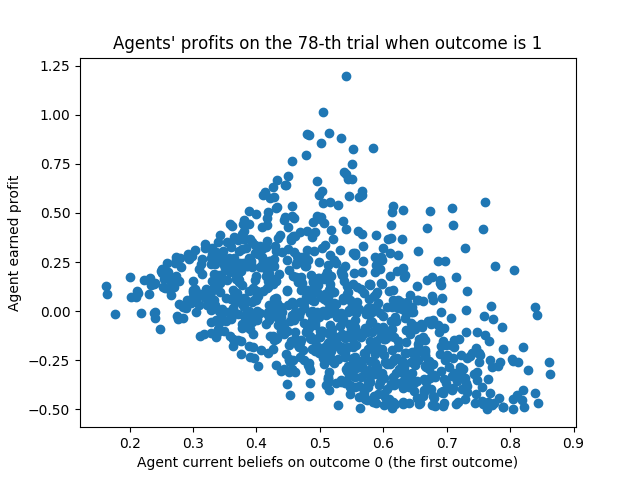 Agents' profits on the 78-th trial when outcome is 1
1.25
1.00
0.75
0.50
0.25
0.00
−0.25
−0.50
Agent earned profit
0.2 0.3 0.4 0.5 0.6 0.7 0.8 0.9
Agent current beliefs on outcome 0 (the first outcome)